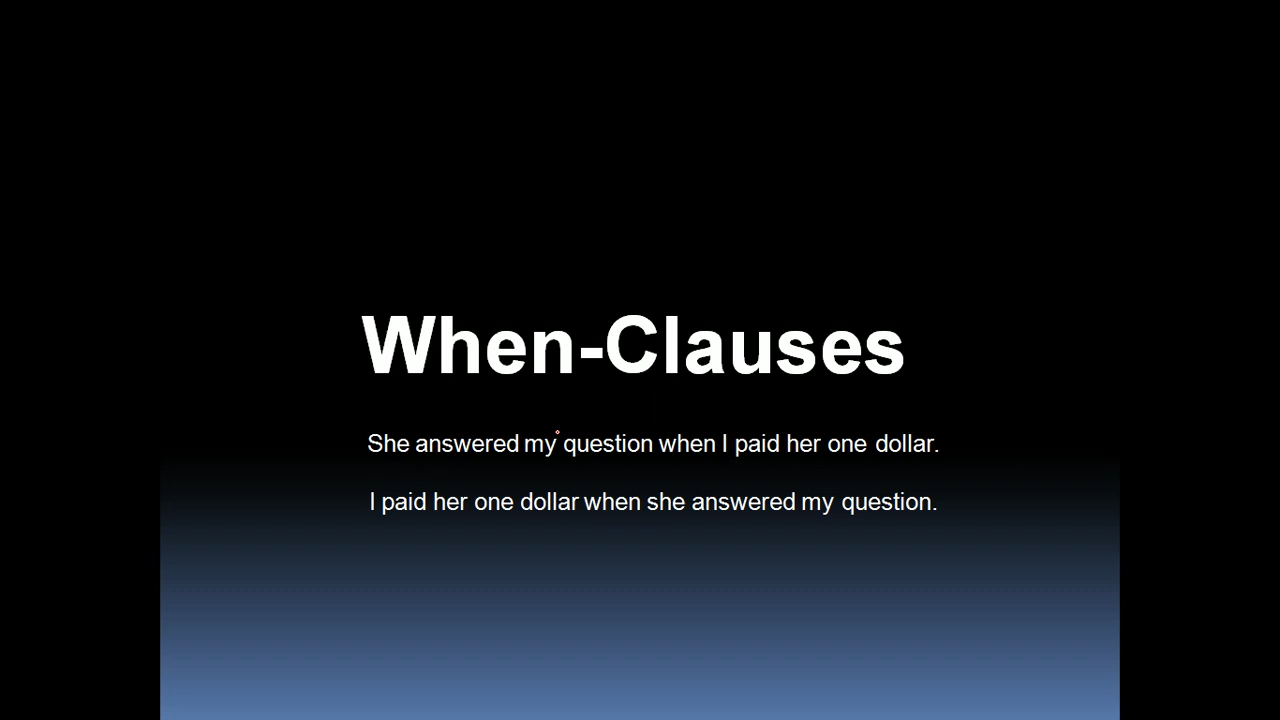 When-Clauses
She answered my question when I paid her one dollar.
I paid her one dollar when she answered my question.